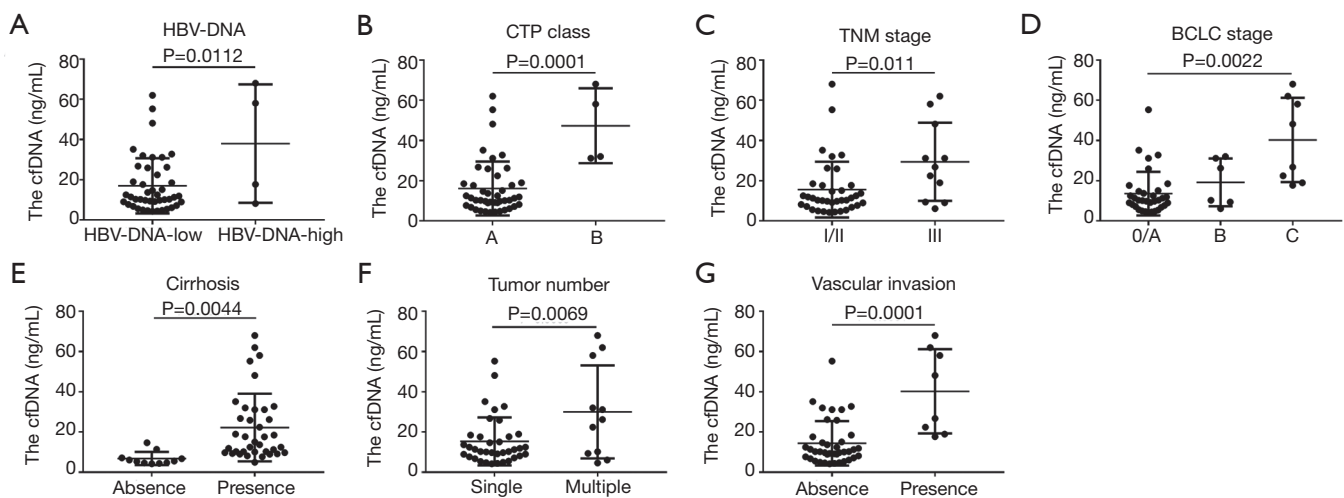 A
HBV-DNA
P=0.0112
The cfDNA (ng/mL)
80
60
40
20
0
HBV-DNA-low HBV-DNA-high
B
CTP class
P=0.0001
The cfDNA (ng/mL)
80
60
40
20
0
A B
C
TNM stage
P=0.011
The cfDNA (ng/mL)
80
60
40
20
0
I/II III
D
BCLC stage
P=0.0022
The cfDNA (ng/mL)
80
60
40
20
0
0/A B C
E
Cirrhosis
P=0.0044
The cfDNA (ng/mL)
80
60
40
20
0
Absence Presence
F
Tumor number
P=0.0069
The cfDNA (ng/mL)
80
60
40
20
0
Single Multiple
G
Vascular invasion
P=0.0001
The cfDNA (ng/mL)
80
60
40
20
0
Absence Presence